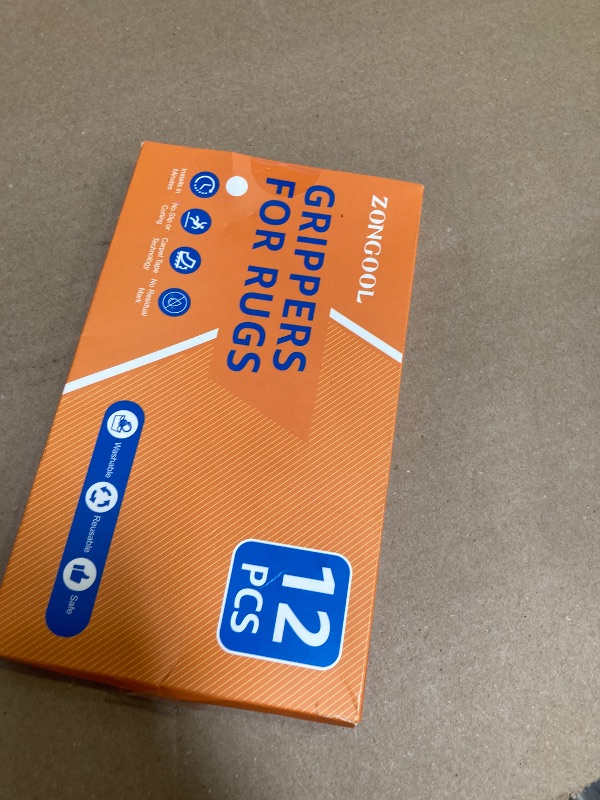 ZONGOOL
GRIPPERS
FOR RUGS
Install in
Minutes
No Slip or
Curling
Carpet Tape
Technology
No Residual
Mark
12
PCS
Washable
Reusable
Safe